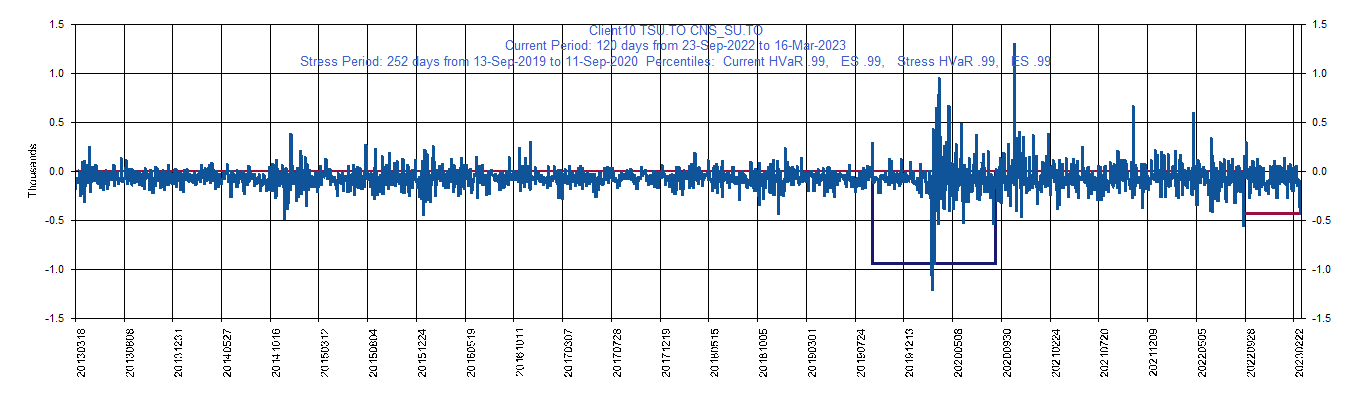 Client10 TSU.TO CNS_SU.TO
Current Period: 120 days from 23-Sep-2022 to 16-Mar-2023
Stress Period: 252 days from 13-Sep-2019 to 11-Sep-2020 Percentiles: Current HVaR .99, ES .99, Stress HVaR .99, ES .99
1.5 1.5
1.0 1.0
0.5 0.5
0.0 0.0
-0.5 -0.5
-1.0 -1.0
-1.5 -1.5
Thousands
20130318 20130808 20131231 20140527 20141016 20150312 20150804 20151224 20160519 20161011 20170307 20170728 20171219 20180515 20181005 20190301 20190724 20191213 20200508 20200930 20210224 20210720 20211209 20220505 20220928 20230222